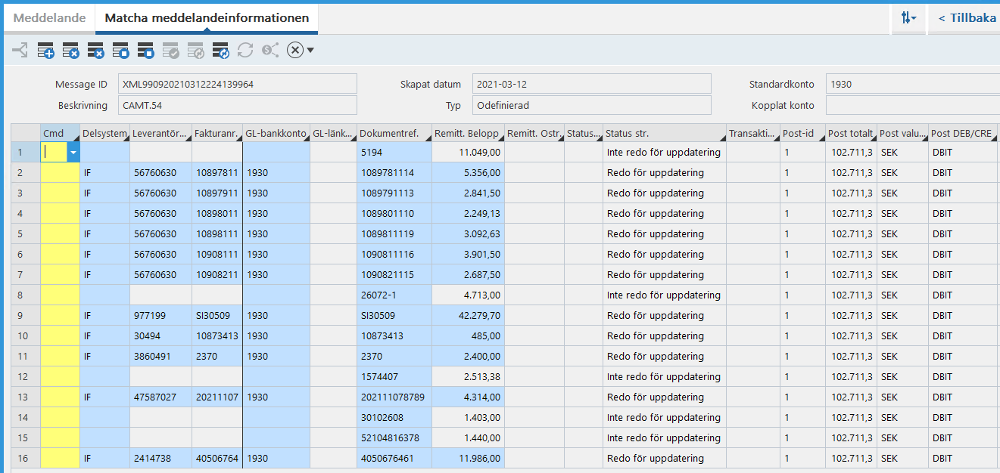 Meddelande Matcha meddelandeinformationen < Tillbaka
Message ID XML990920210312224139964 Skapat datum 2021-03-12 Standardkonto 1930
Beskrivning CAMT.54 Typ Odefinierad Kopplat konto
Cmd Delsystem Leverantör... Fakturanr. GL-bankkonto GL-länk... Dokumentref. Remitt. Belopp Remitt. Ostr. Status... Status str. Transakti... Post-id Post totalt Post valu... Post DEB/CRE
1 5194 11.049,00 Inte redo för uppdatering 1 102.711,3 SEK DBIT
2 IF 56760630 10897811 1930 1089781114 5.356,00 Redo för uppdatering 1 102.711,3 SEK DBIT
3 IF 56760630 10897911 1930 1089791113 2.841,50 Redo för uppdatering 1 102.711,3 SEK DBIT
4 IF 56760630 10898011 1930 1089801110 2.249,13 Redo för uppdatering 1 102.711,3 SEK DBIT
5 IF 56760630 10898111 1930 1089811119 3.092,63 Redo för uppdatering 1 102.711,3 SEK DBIT
6 IF 56760630 10908111 1930 1090811116 3.901,50 Redo för uppdatering 1 102.711,3 SEK DBIT
7 IF 56760630 10908211 1930 1090821115 2.687,50 Redo för uppdatering 1 102.711,3 SEK DBIT
8 26072-1 4.713,00 Inte redo för uppdatering 1 102.711,3 SEK DBIT
9 IF 977199 SI30509 1930 SI30509 42.279,70 Redo för uppdatering 1 102.711,3 SEK DBIT
10 IF 30494 10873413 1930 10873413 485,00 Redo för uppdatering 1 102.711,3 SEK DBIT
11 IF 3860491 2370 1930 2370 2.400,00 Redo för uppdatering 1 102.711,3 SEK DBIT
12 1574407 2.513,38 Inte redo för uppdatering 1 102.711,3 SEK DBIT
13 IF 47587027 20211107 1930 202111078789 4.314,00 Redo för uppdatering 1 102.711,3 SEK DBIT
14 30102608 1.403,00 Inte redo för uppdatering 1 102.711,3 SEK DBIT
15 52104816378 1.440,00 Inte redo för uppdatering 1 102.711,3 SEK DBIT
16 IF 2414738 40506764 1930 4050676461 11.986,00 Redo för uppdatering 1 102.711,3 SEK DBIT